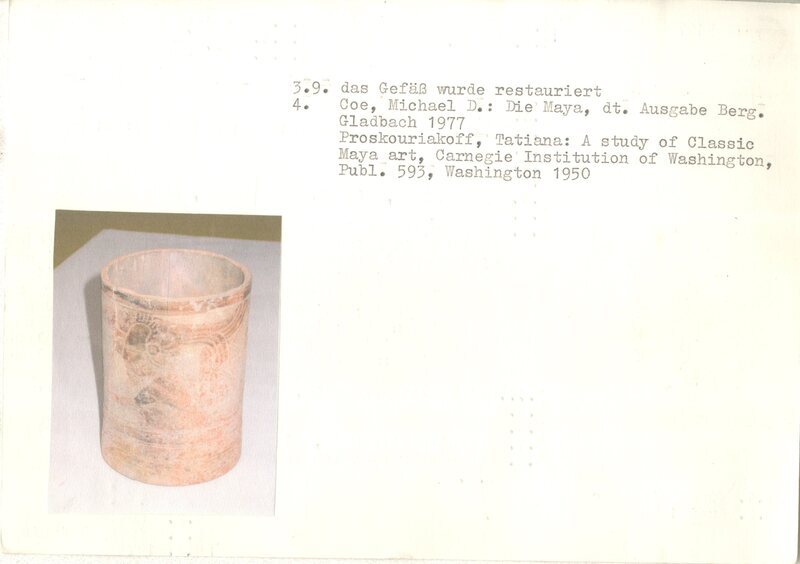 3.9. das Gefäß wurde restauriert
4. Coe, Michael D.: Die Maya, dt. Ausgabe Berg.
Gladbach 1977
Proskouriakoff, Tatiana: A study of Classic
Maya art, Carnegie Institution of Washington,
Publ. 593, Washington 1950